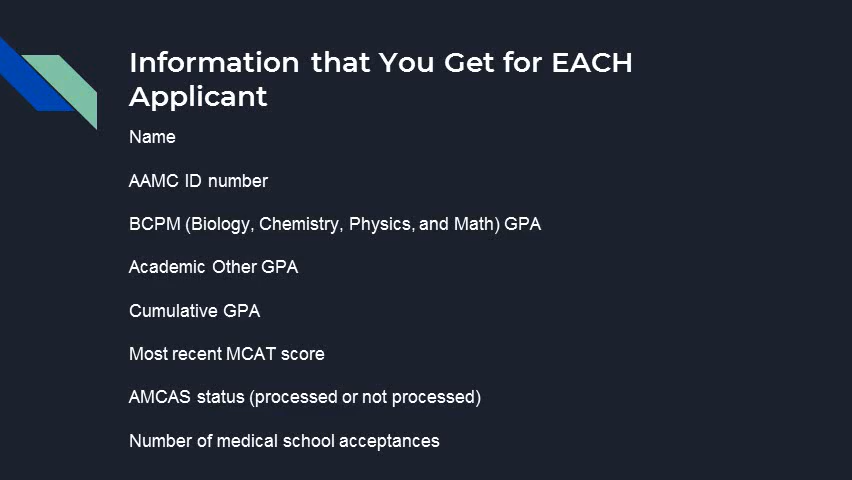 Information that You Get for EACH
Applicant
Name
AAMC ID number
BCPM (Biology, Chemistry, Physics, and Math) GPA
Academic Other GPA
Cumulative GPA
Most recent MCAT score
AMCAS status (processed or not processed)
Number of medical school acceptances